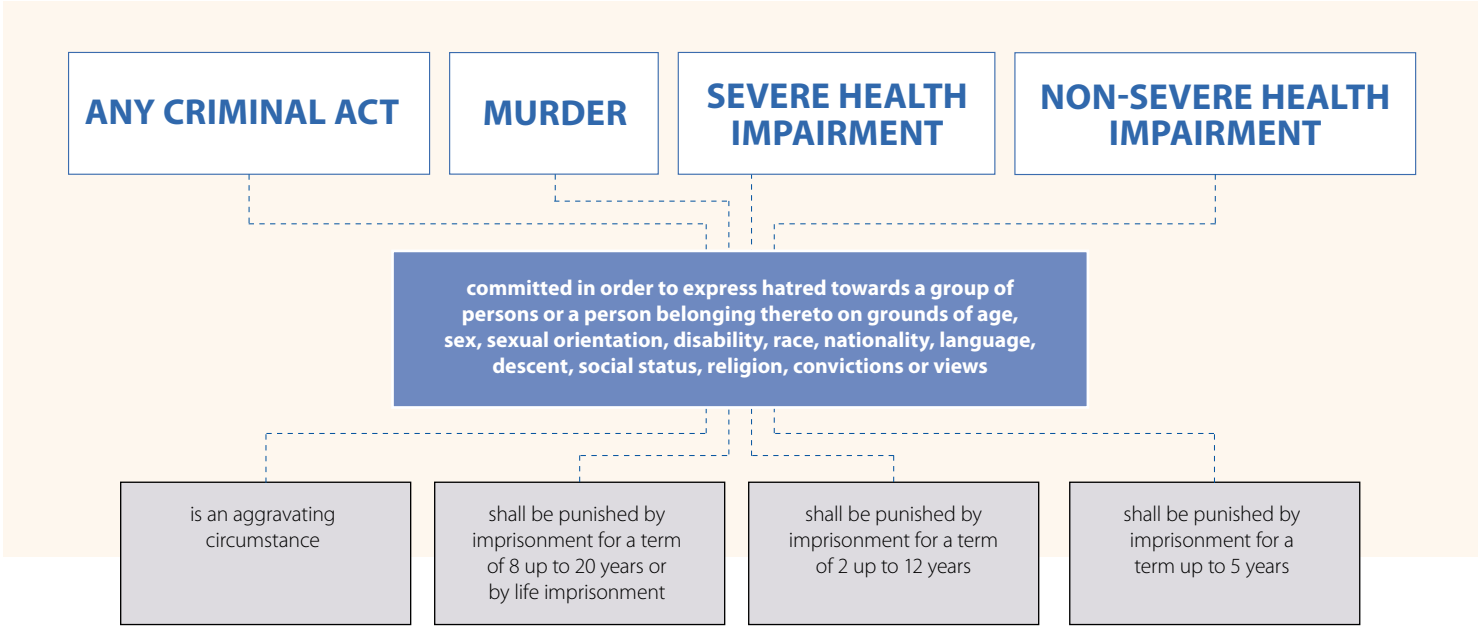 ANY CRIMINAL ACT
MURDER
SEVERE HEALTH
IMPAIRMENT
NON-SEVERE HEALTH
IMPAIRMENT
committed in order to express hatred towards a group of
persons or a person belonging thereto on grounds of age,
sex, sexual orientation, disability, race, nationality, language,
descent, social status, religion, convictions or views
is an aggravating
circumstance
shall be punished by
imprisonment for a term
of 8 up to 20 years or
by life imprisonment
shall be punished by
imprisonment for a term
of 2 up to 12 years
shall be punished by
imprisonment for a
term up to 5 years